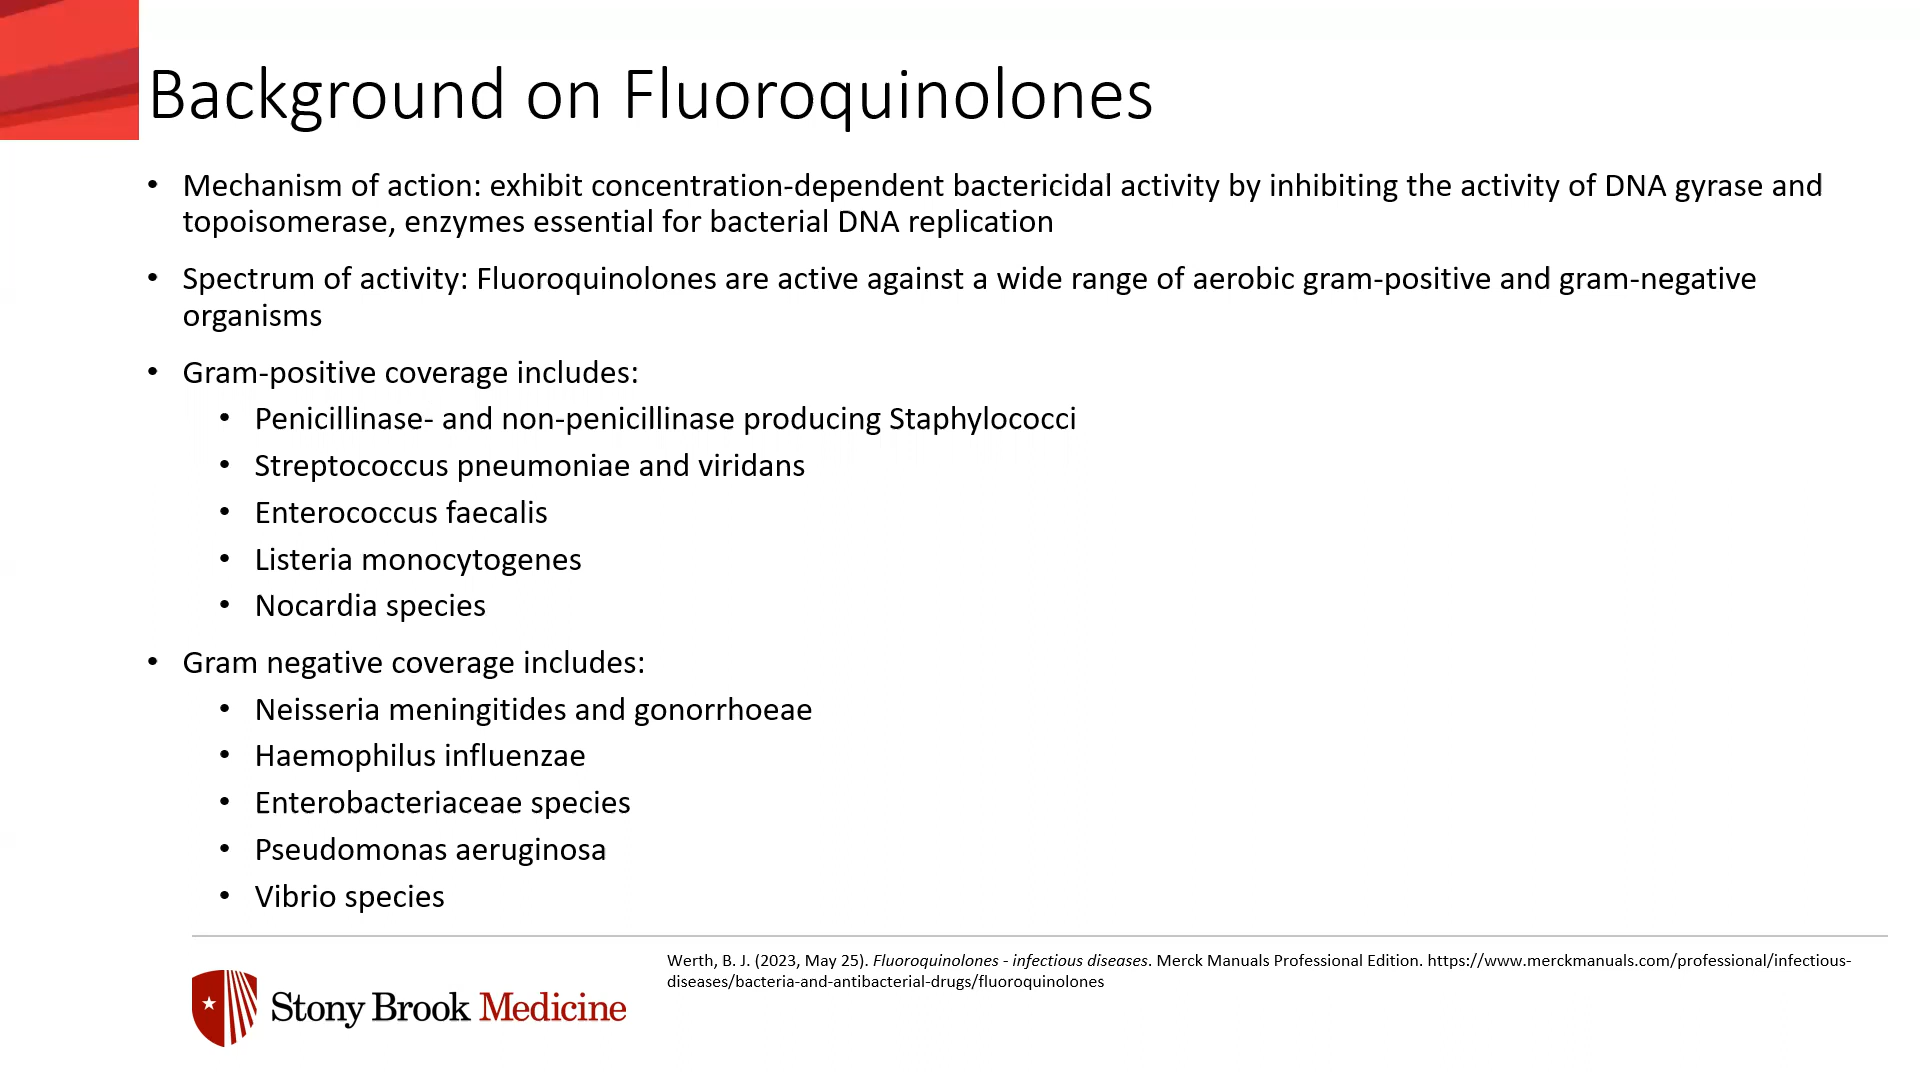 Background on Fluoroquinolones
• Mechanism of action: exhibit concentration-dependent bactericidal activity by inhibiting the activity of DNA gyrase and
topoisomerase, enzymes essential for bacterial DNA replication
• Spectrum of activity: Fluoroquinolones are active against a wide range of aerobic gram-positive and gram-negative
organisms
• Gram-positive coverage includes:
• Penicillinase- and non-penicillinase producing Staphylococci
• Streptococcus pneumoniae and viridans
• Enterococcus faecalis
• Listeria monocytogenes
• Nocardia species
• Gram negative coverage includes:
• Neisseria meningitides and gonorrhoeae
• Haemophilus influenzae
• Enterobacteriaceae species
• Pseudomonas aeruginosa
• Vibrio species
Werth, B. J. (2023, May 25). Fluoroquinolones - infectious diseases. Merck Manuals Professional Edition. https://www.merckmanuals.com/professional/infectious-
diseases/bacteria-and-antibacterial-drugs/fluoroquinolones
Stony Brook Medicine